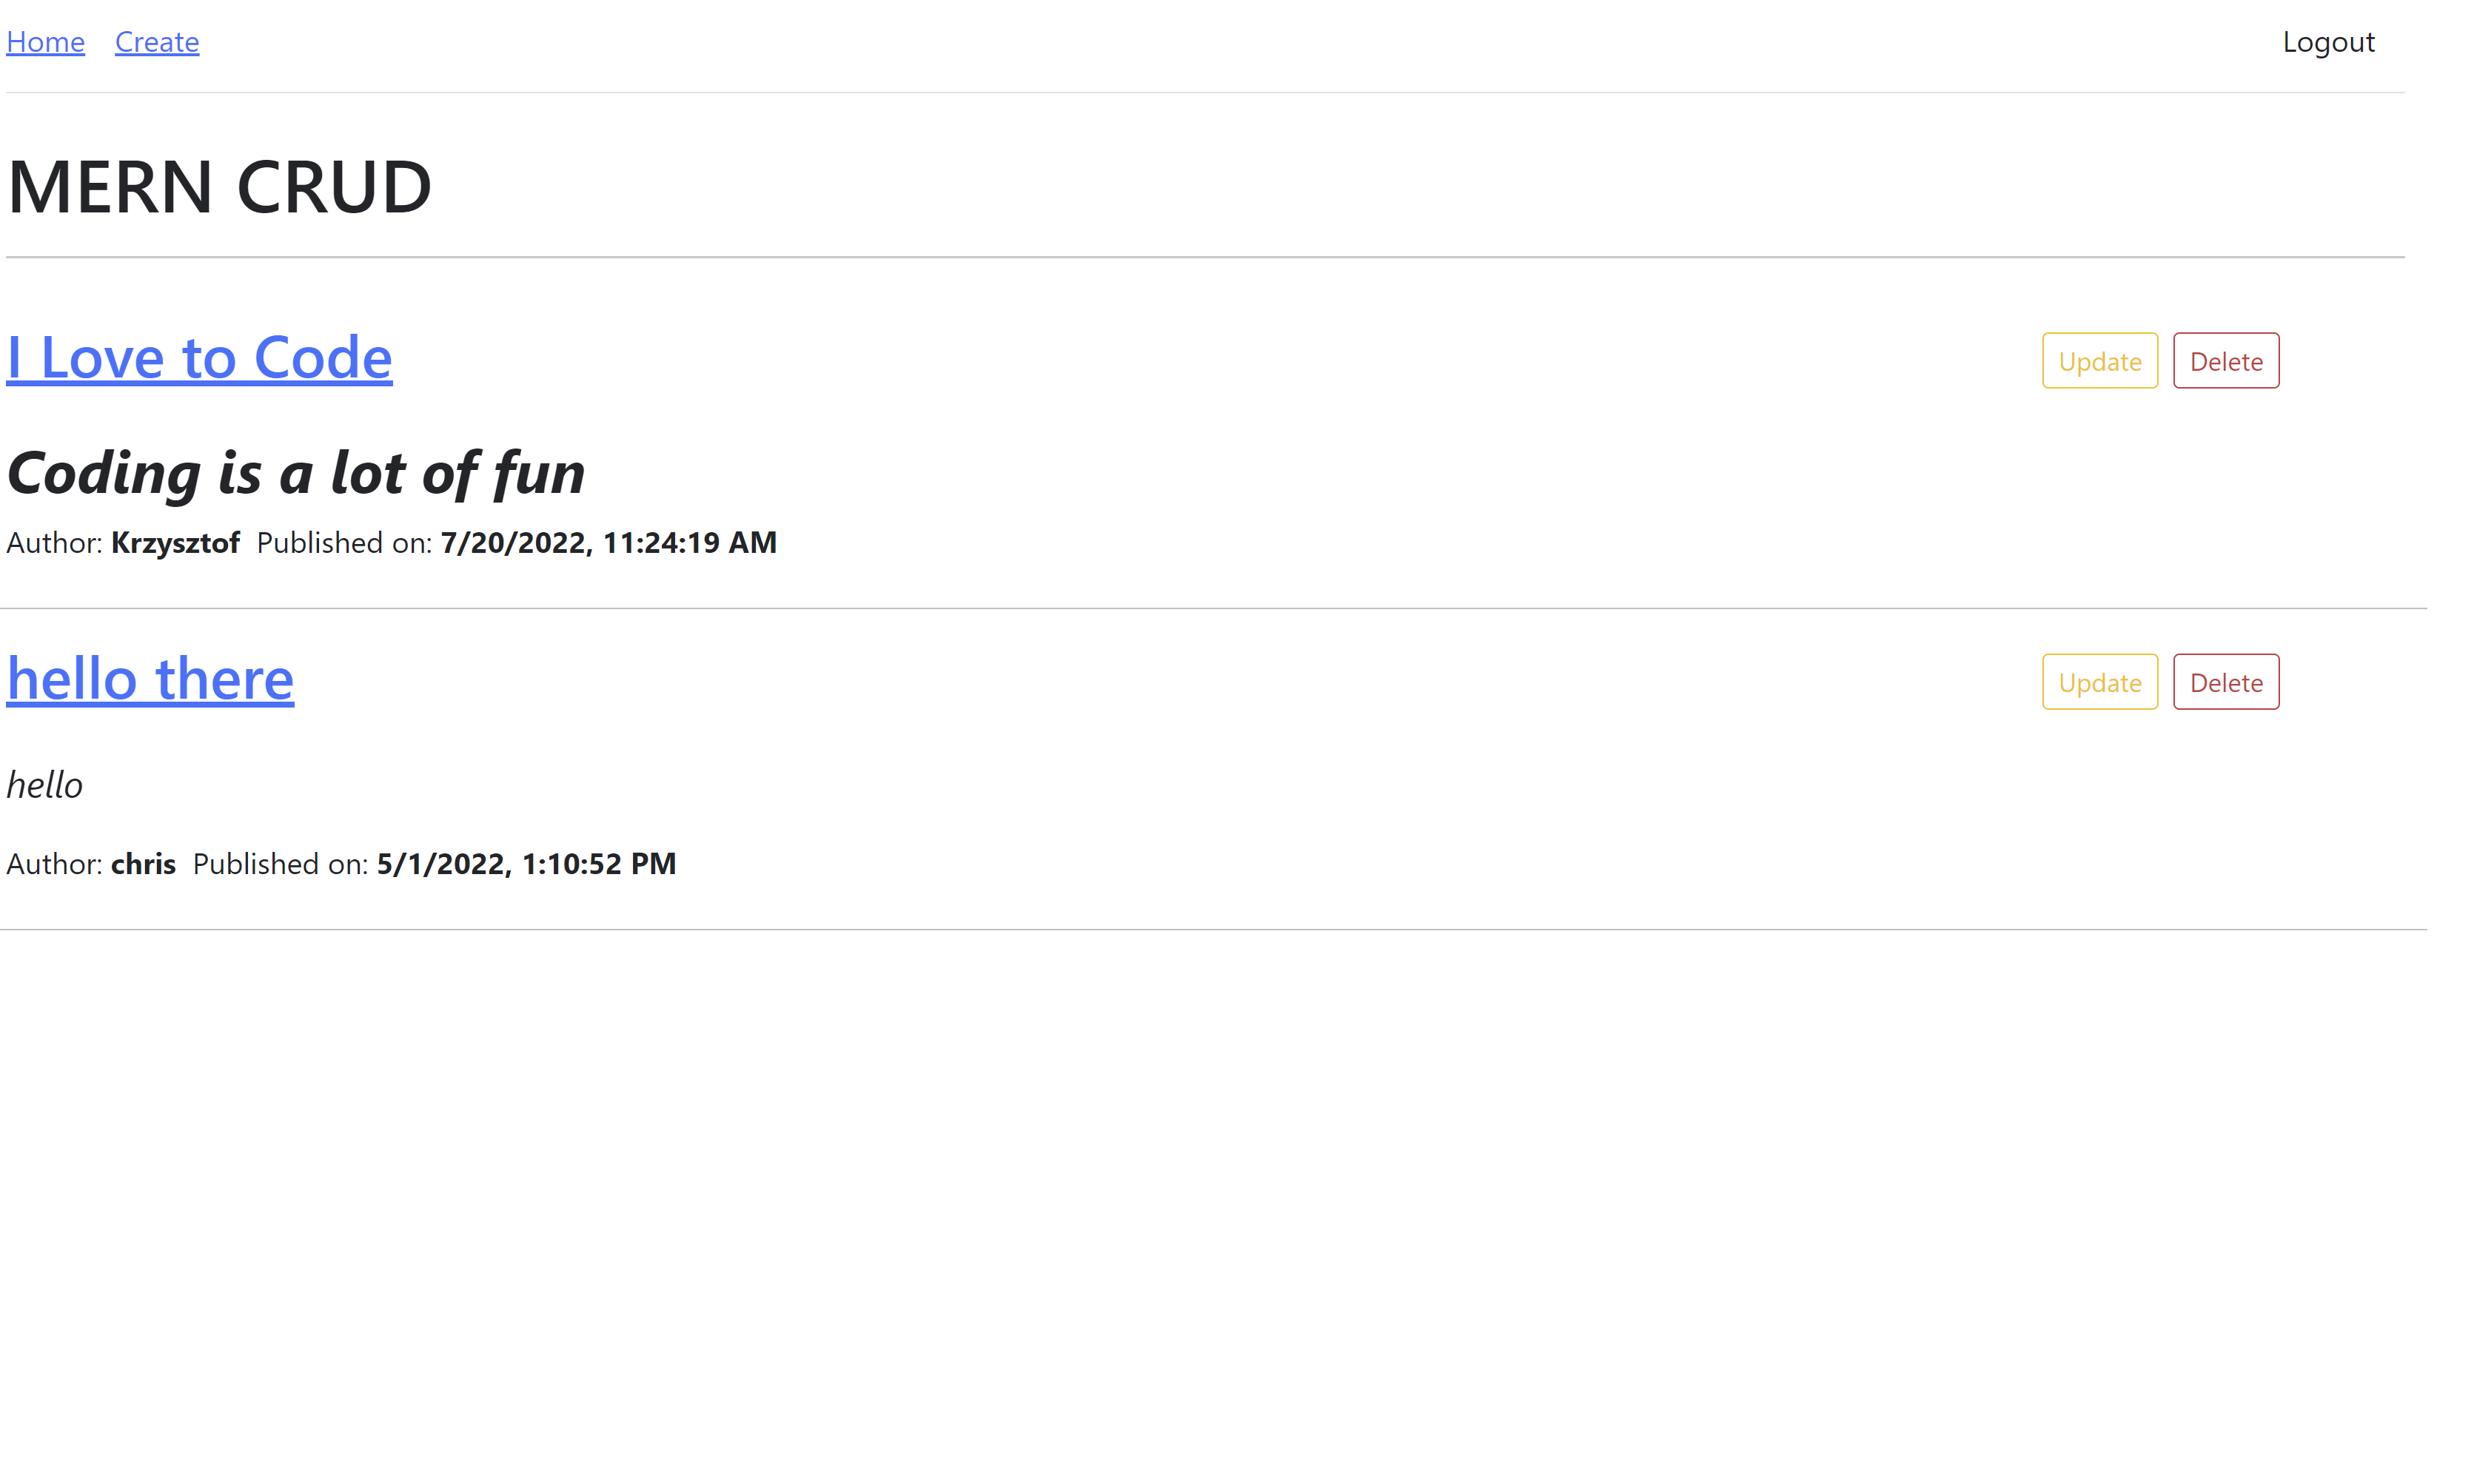 Home Create Logout
MERN CRUD
I Love to Code Update Delete
Coding is a lot of fun
Author: Krzysztof Published on: 7/20/2022, 11:24:19 AM
hello there Update Delete
hello
Author: chris Published on: 5/1/2022, 1:10:52 PM